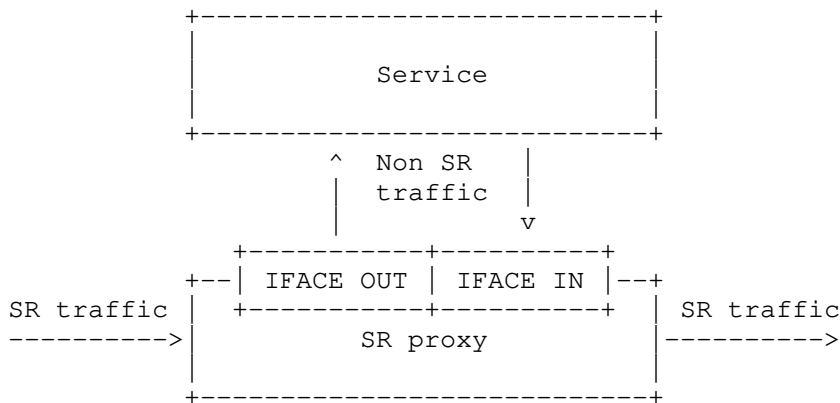 Service
Non SR
traffic
IFACE OUT
IFACE IN
SR traffic
SR traffic
SR proxy